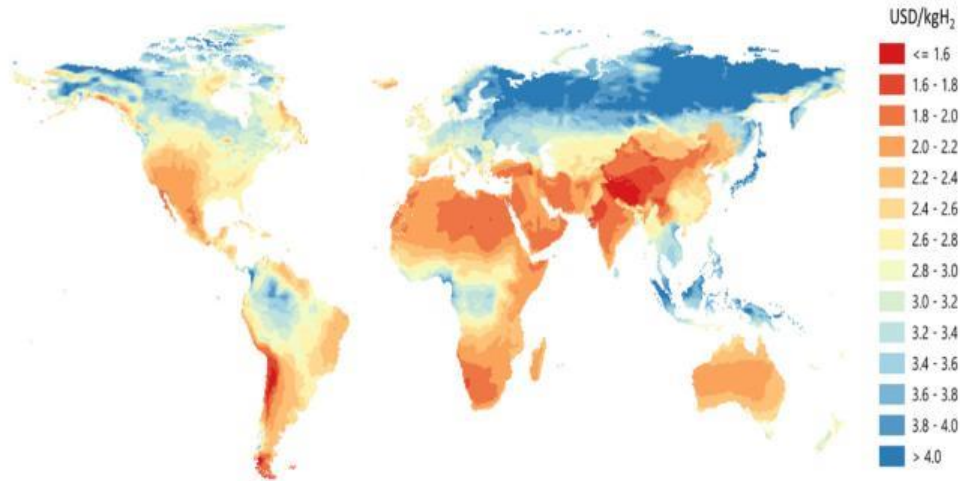 USD/kgH₂
<= 1.6
1.6 - 1.8
1.8 - 2.0
2.0 - 2.2
2.2 - 2.4
2.4 - 2.6
2.6 - 2.8
2.8 - 3.0
3.0 - 3.2
3.2 - 3.4
3.4 - 3.6
3.6 - 3.8
3.8 - 4.0
> 4.0